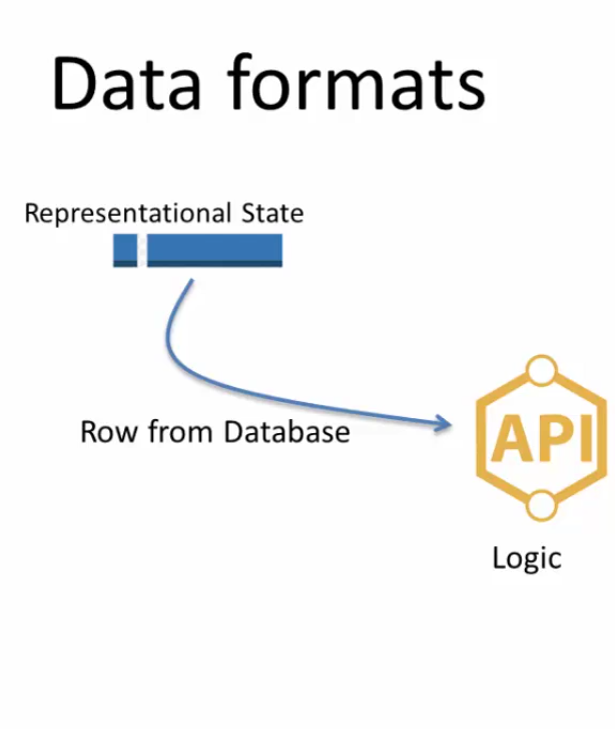 Data formats
Representational State
Row from Database
API
Logic